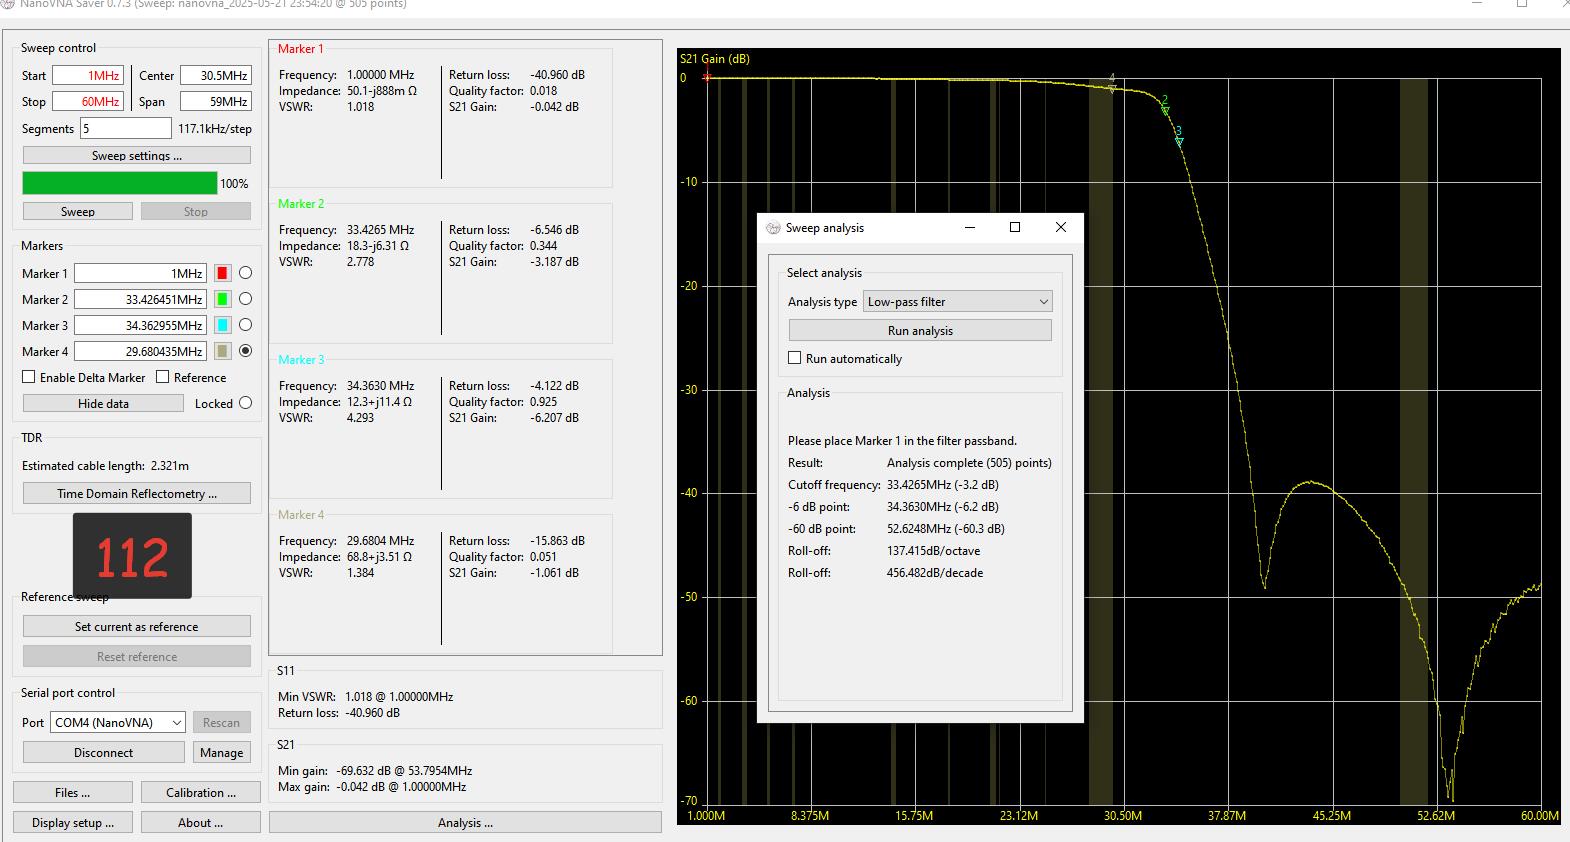 NanoVNA Saver 0.7.3 (Sweep: nanovna_2025-05-21 23:54:20 @ 505 points)
Sweep control
Start 1MHz Center 30.5MHz
Stop 60MHz Span 59MHz
Segments 5 117.1kHz/step
Sweep settings ...
100%
Sweep Stop
Markers
Marker 1 1MHz
Marker 2 33.426451MHz
Marker 3 34.362955MHz
Marker 4 29.680435MHz
Enable Delta Marker Reference
Hide data Locked
TDR
Estimated cable length: 2.321m
Time Domain Reflectometry ...
112
Reference sweep
Set current as reference
Reset reference
Serial port control
Port COM4 (NanoVNA) Rescan
Disconnect Manage
Files ... Calibration ...
Display setup ... About ...
Marker 1
Frequency: 1.00000 MHz Return loss: -40.960 dB
Impedance: 50.1-j888m Ω Quality factor: 0.018
VSWR: 1.018 S21 Gain: -0.042 dB
Marker 2
Frequency: 33.4265 MHz Return loss: -6.546 dB
Impedance: 18.3-j6.31 Ω Quality factor: 0.344
VSWR: 2.778 S21 Gain: -3.187 dB
Marker 3
Frequency: 34.3630 MHz Return loss: -4.122 dB
Impedance: 12.3+j11.4 Ω Quality factor: 0.925
VSWR: 4.293 S21 Gain: -6.207 dB
Marker 4
Frequency: 29.6804 MHz Return loss: -15.863 dB
Impedance: 68.8+j3.51 Ω Quality factor: 0.051
VSWR: 1.384 S21 Gain: -1.061 dB
S11
Min VSWR: 1.018 @ 1.00000MHz
Return loss: -40.960 dB
S21
Min gain: -69.632 dB @ 53.7954MHz
Max gain: -0.042 dB @ 1.00000MHz
Analysis ...
S21 Gain (dB)
0
-10
-20
-30
-40
-50
-60
-70
1.000M 8.375M 15.75M 23.12M 30.50M 37.87M 45.25M 52.62M 60.00M
4
2
3
Sweep analysis
Select analysis
Analysis type Low-pass filter
Run analysis
Run automatically
Analysis
Please place Marker 1 in the filter passband.
Result: Analysis complete (505) points)
Cutoff frequency: 33.4265MHz (-3.2 dB)
-6 dB point: 34.3630MHz (-6.2 dB)
-60 dB point: 52.6248MHz (-60.3 dB)
Roll-off: 137.415dB/octave
Roll-off: 456.482dB/decade